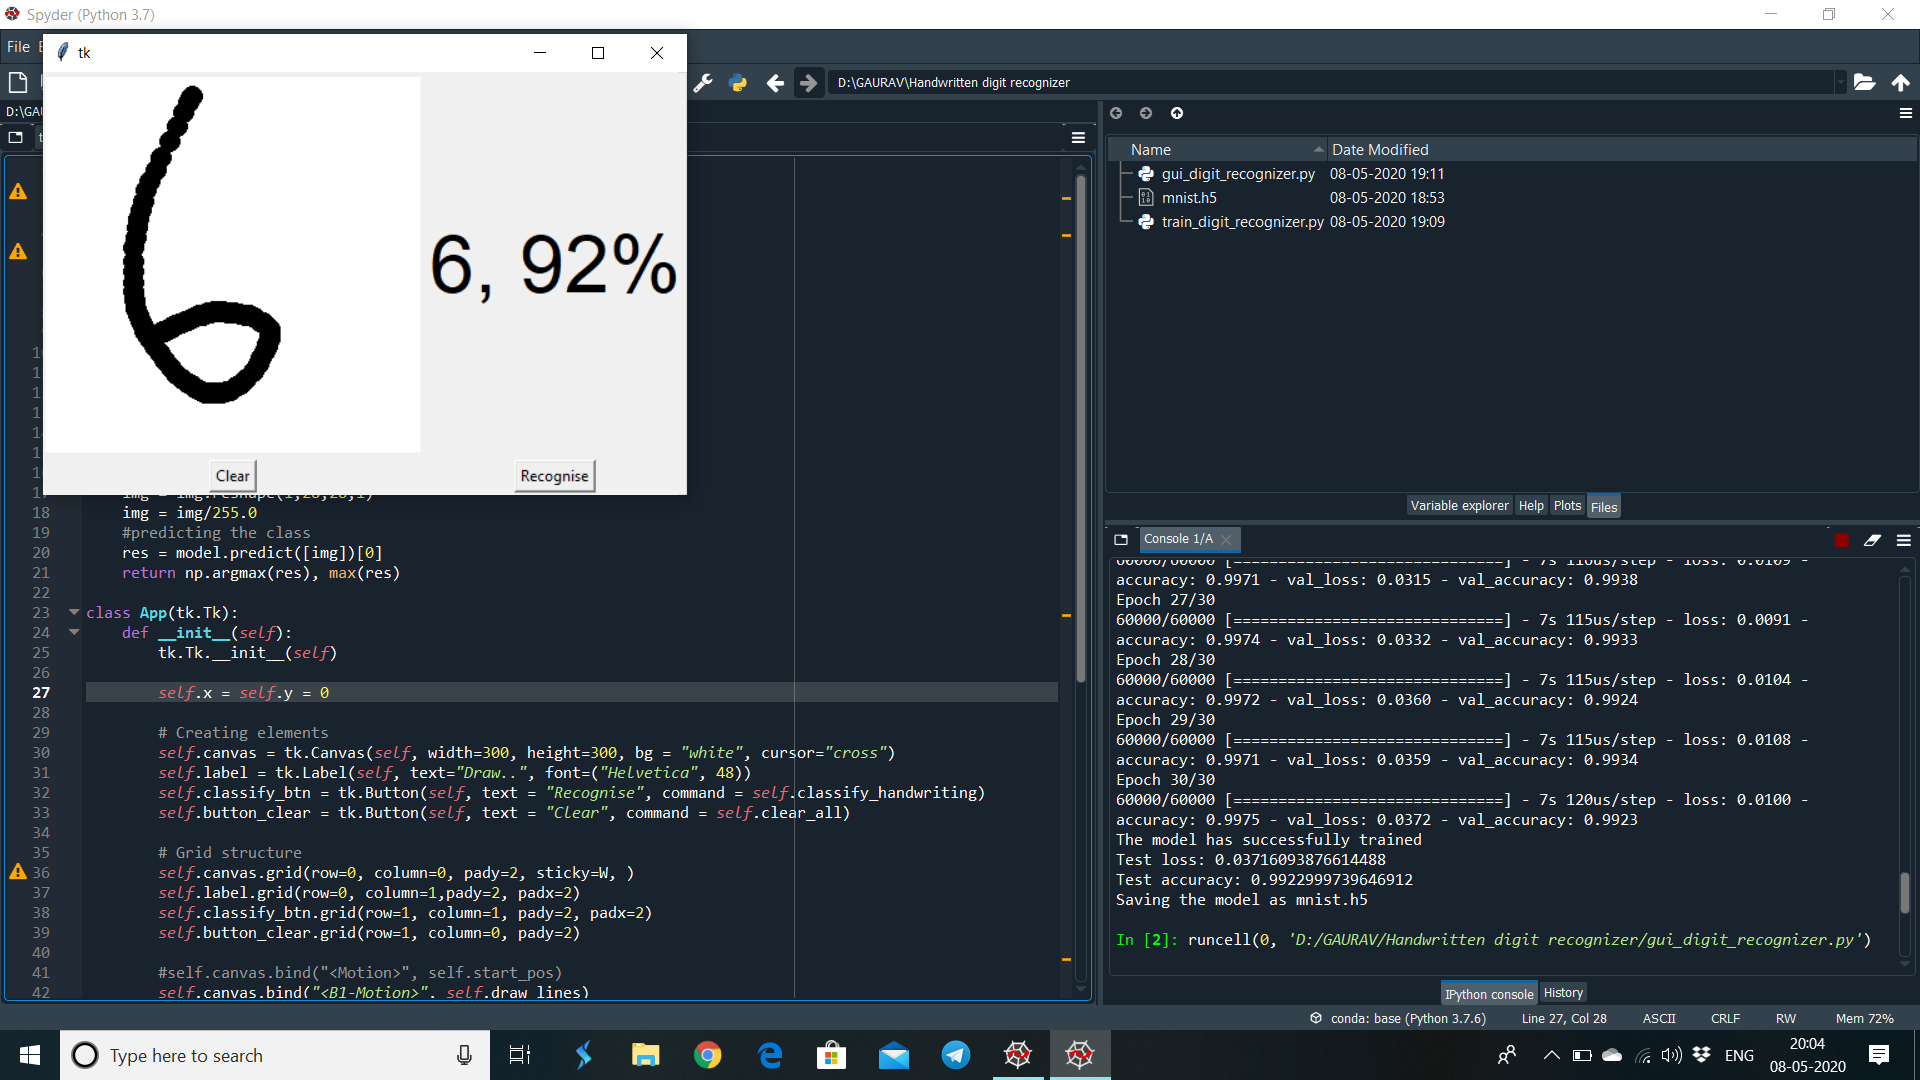 Spyder (Python 3.7)
File
tk
D:\GAURAV\Handwritten digit recognizer
D:\GAU
6, 92%
Clear
Recognise
17 img = img.reshape(1,28,28,1)
18 img = img/255.0
19 #predicting the class
20 res = model.predict([img])[0]
21 return np.argmax(res), max(res)
22
23 class App(tk.Tk):
24 def __init__(self):
25 tk.Tk.__init__(self)
26
27 self.x = self.y = 0
28
29 # Creating elements
30 self.canvas = tk.Canvas(self, width=300, height=300, bg = "white", cursor="cross")
31 self.label = tk.Label(self, text="Draw..", font=("Helvetica", 48))
32 self.classify_btn = tk.Button(self, text = "Recognise", command = self.classify_handwriting)
33 self.button_clear = tk.Button(self, text = "Clear", command = self.clear_all)
34
35 # Grid structure
36 self.canvas.grid(row=0, column=0, pady=2, sticky=W, )
37 self.label.grid(row=0, column=1,pady=2, padx=2)
38 self.classify_btn.grid(row=1, column=1, pady=2, padx=2)
39 self.button_clear.grid(row=1, column=0, pady=2)
40
41 #self.canvas.bind("<Motion>", self.start_pos)
42 self.canvas.bind("<B1-Motion>", self.draw_lines)
Name Date Modified
gui_digit_recognizer.py 08-05-2020 19:11
mnist.h5 08-05-2020 18:53
train_digit_recognizer.py 08-05-2020 19:09
Variable explorer Help Plots Files
Console 1/A
60000/60000 [==============================] - 7s 116us/step - loss: 0.0109 -
accuracy: 0.9971 - val_loss: 0.0315 - val_accuracy: 0.9938
Epoch 27/30
60000/60000 [==============================] - 7s 115us/step - loss: 0.0091 -
accuracy: 0.9974 - val_loss: 0.0332 - val_accuracy: 0.9933
Epoch 28/30
60000/60000 [==============================] - 7s 115us/step - loss: 0.0104 -
accuracy: 0.9972 - val_loss: 0.0360 - val_accuracy: 0.9924
Epoch 29/30
60000/60000 [==============================] - 7s 115us/step - loss: 0.0108 -
accuracy: 0.9971 - val_loss: 0.0359 - val_accuracy: 0.9934
Epoch 30/30
60000/60000 [==============================] - 7s 120us/step - loss: 0.0100 -
accuracy: 0.9975 - val_loss: 0.0372 - val_accuracy: 0.9923
The model has successfully trained
Test loss: 0.03716093876614488
Test accuracy: 0.9922999739646912
Saving the model as mnist.h5
In [2]: runcell(0, 'D:/GAURAV/Handwritten digit recognizer/gui_digit_recognizer.py')
IPython console History
conda: base (Python 3.7.6) Line 27, Col 28 ASCII CRLF RW Mem 72%
Type here to search
ENG
20:04
08-05-2020